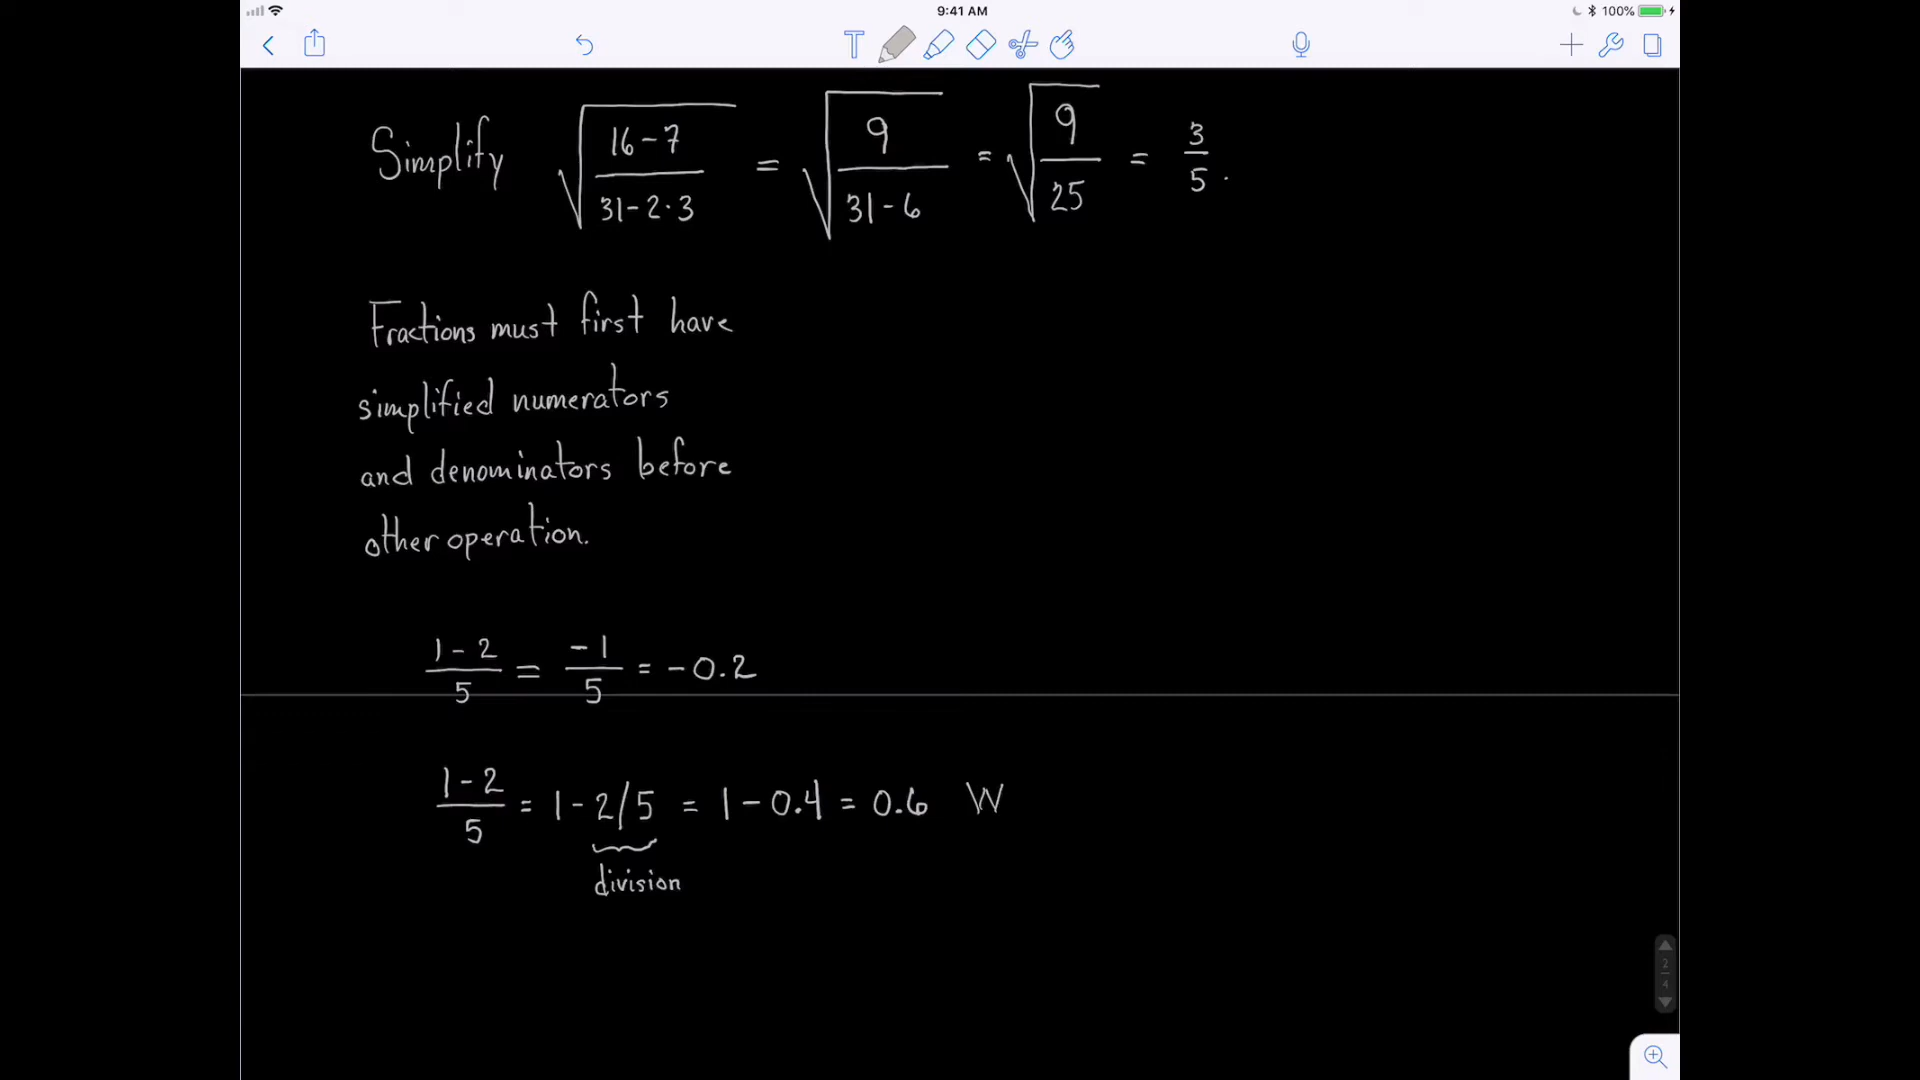 9:41 AM
100%
T
Simplify √((16-7)/(31-2·3)) = √(9/(31-6)) = √(9/25) = 3/5.
Fractions must first have
simplified numerators
and denominators before
other operation.
(1-2)/5 = -1/5 = -0.2
(1-2)/5 = 1-2/5 = 1-0.4 = 0.6 W
division
2
4